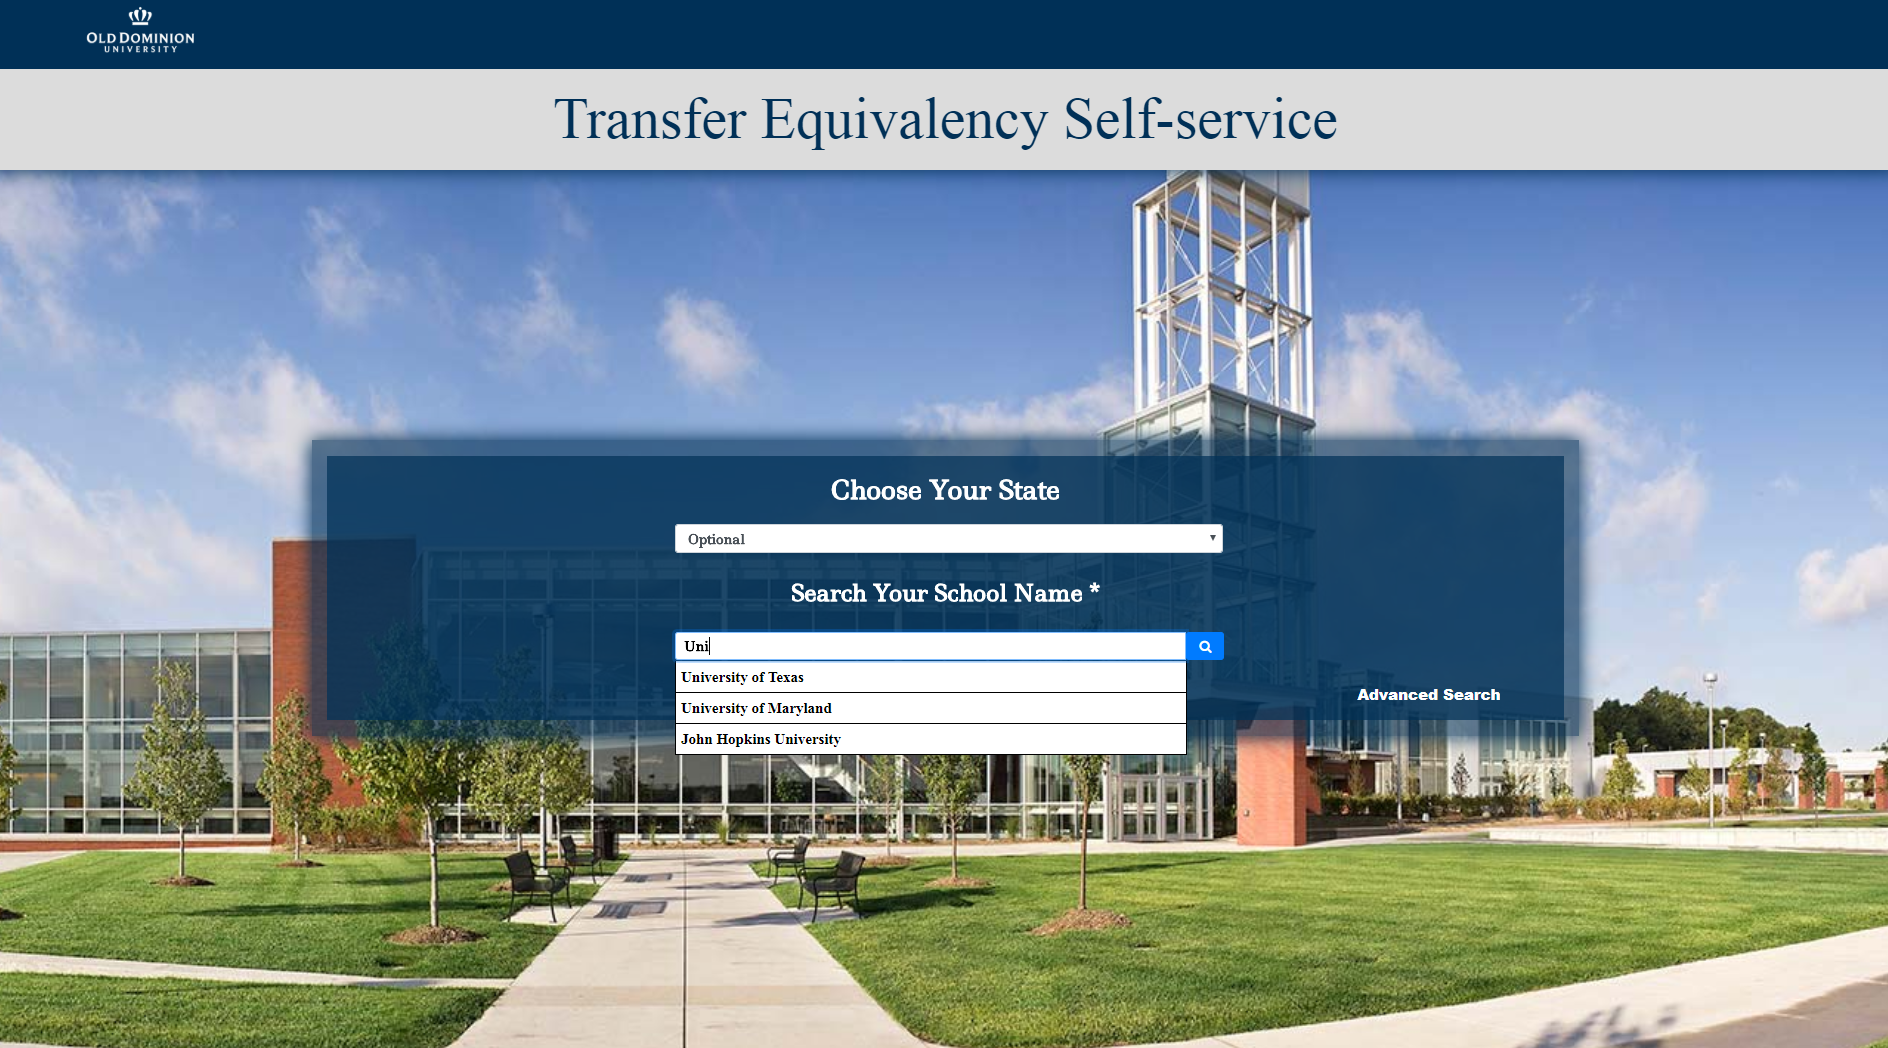 OLD DOMINION
UNIVERSITY
Transfer Equivalency Self-service
Choose Your State
Optional
Search Your School Name *
Uni
University of Texas
University of Maryland
John Hopkins University
Advanced Search